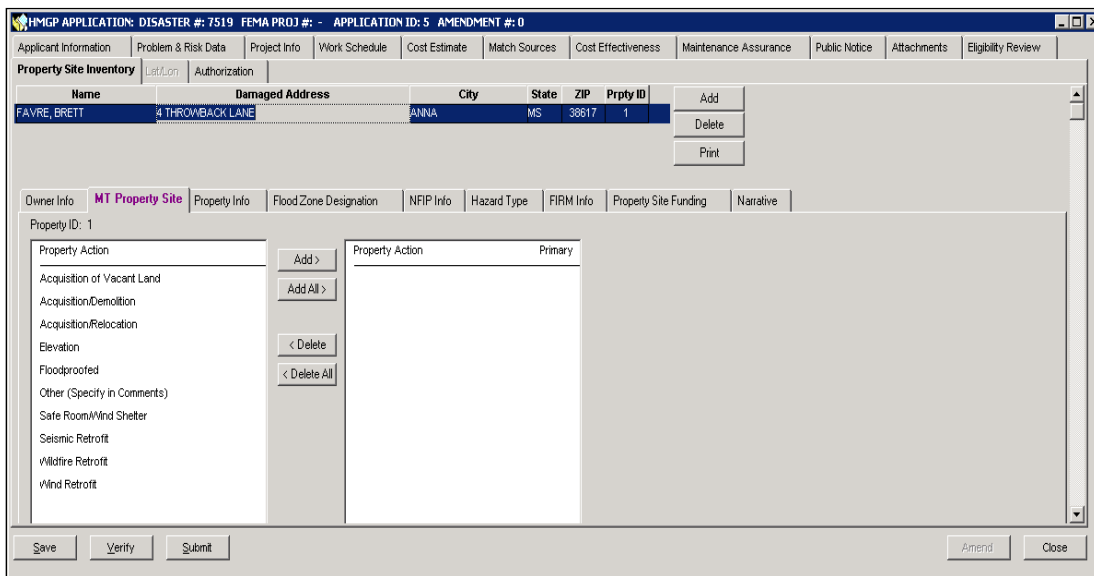 HMGP APPLICATION: DISASTER #: 7519 FEMA PROJ #: - APPLICATION ID: 5 AMENDMENT #: 0
Applicant Information Problem & Risk Data Project Info Work Schedule Cost Estimate Match Sources Cost Effectiveness Maintenance Assurance Public Notice Attachments Eligibility Review
Property Site Inventory Lat/Lon Authorization
Name Damaged Address City State ZIP Prpty ID
FAVRE, BRETT 4 THROWBACK LANE ANNA MS 38617 1
Add
Delete
Print
Owner Info MT Property Site Property Info Flood Zone Designation NFIP Info Hazard Type FIRM Info Property Site Funding Narrative
Property ID: 1
Property Action
Acquisition of Vacant Land
Acquisition/Demolition
Acquisition/Relocation
Elevation
Floodproofed
Other (Specify in Comments)
Safe Room/Wind Shelter
Seismic Retrofit
Wildfire Retrofit
Wind Retrofit
Add >
Add All >
< Delete
< Delete All
Property Action Primary
Save Verify Submit Amend Close